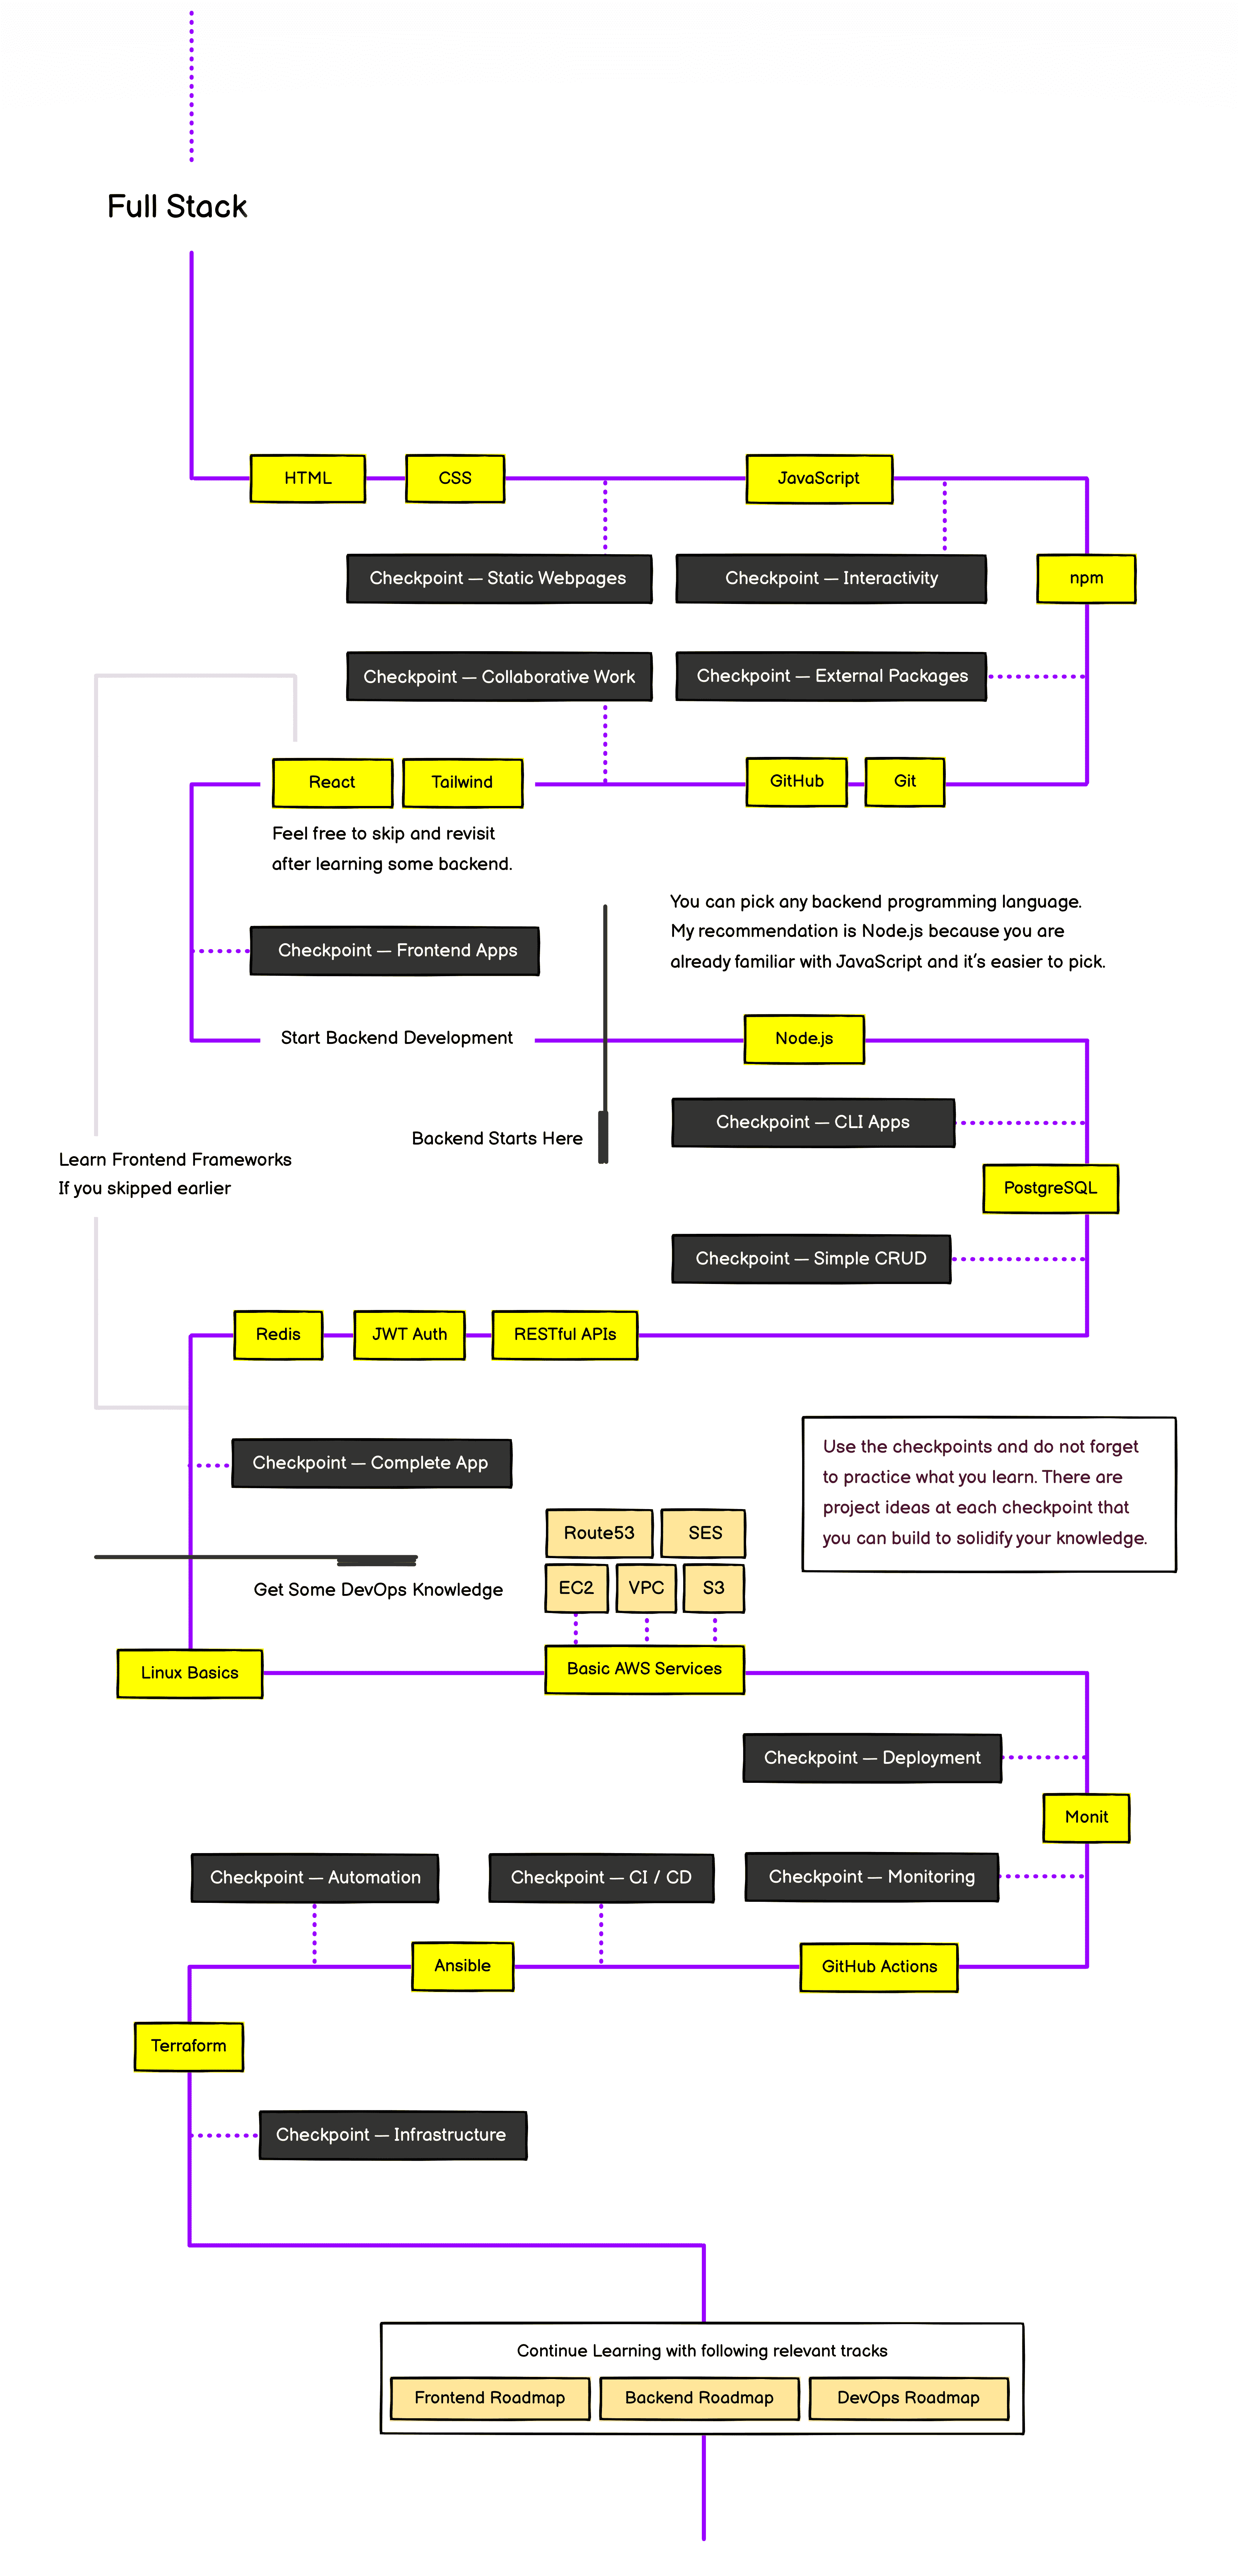 Full Stack
HTML
CSS
JavaScript
Checkpoint — Static Webpages
Checkpoint — Interactivity
npm
Checkpoint — Collaborative Work
Checkpoint — External Packages
React
Tailwind
GitHub
Git
Feel free to skip and revisit
after learning some backend.
You can pick any backend programming language.
My recommendation is Node.js because you are
already familiar with JavaScript and it's easier to pick.
Checkpoint — Frontend Apps
Start Backend Development
Node.js
Checkpoint — CLI Apps
Backend Starts Here
Learn Frontend Frameworks
If you skipped earlier
PostgreSQL
Checkpoint — Simple CRUD
Redis
JWT Auth
RESTful APIs
Checkpoint — Complete App
Use the checkpoints and do not forget
to practice what you learn. There are
project ideas at each checkpoint that
you can build to solidify your knowledge.
Route53
SES
Get Some DevOps Knowledge
EC2
VPC
S3
Linux Basics
Basic AWS Services
Checkpoint — Deployment
Monit
Checkpoint — Automation
Checkpoint — CI / CD
Checkpoint — Monitoring
Ansible
GitHub Actions
Terraform
Checkpoint — Infrastructure
Continue Learning with following relevant tracks
Frontend Roadmap
Backend Roadmap
DevOps Roadmap